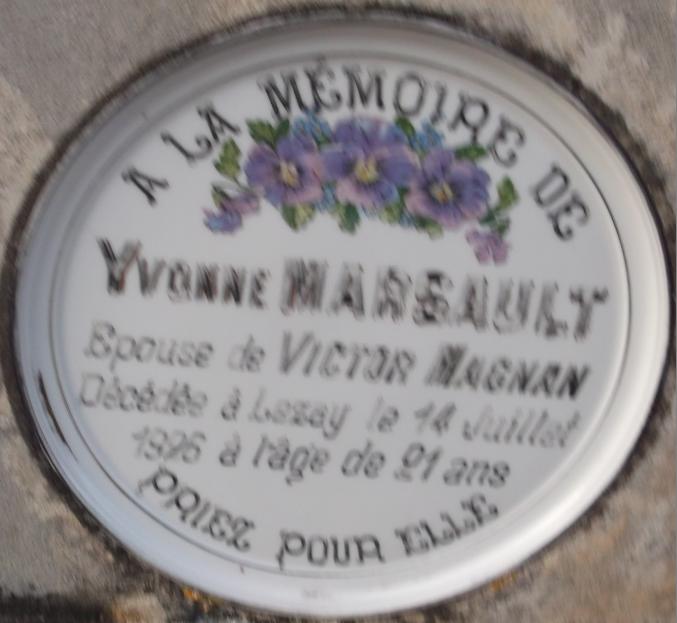 A LA MÉMOIRE DE
YVONNE MARSAULT
Epouse de VICTOR MAGNAN
Décédée à Lezay le 14 Juillet
à l'âge de 21 ans
PRIEZ POUR ELLE